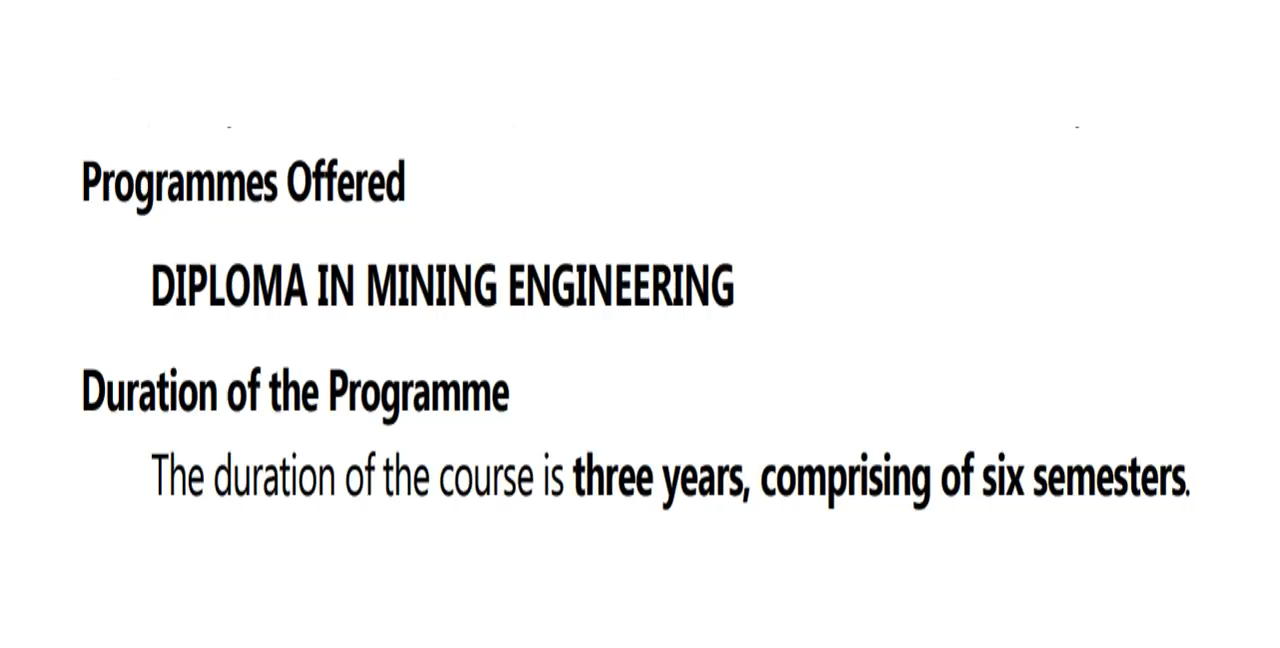 Programmes Offered
DIPLOMA IN MINING ENGINEERING
Duration of the Programme
The duration of the course is three years, comprising of six semesters.